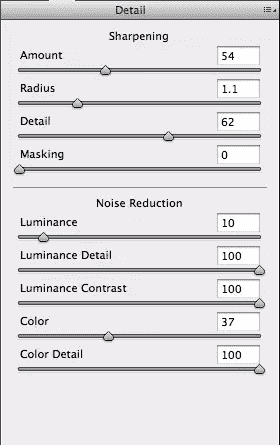 Detail
Sharpening
Amount 54
Radius 1.1
Detail 62
Masking 0
Noise Reduction
Luminance 10
Luminance Detail 100
Luminance Contrast 100
Color 37
Color Detail 100